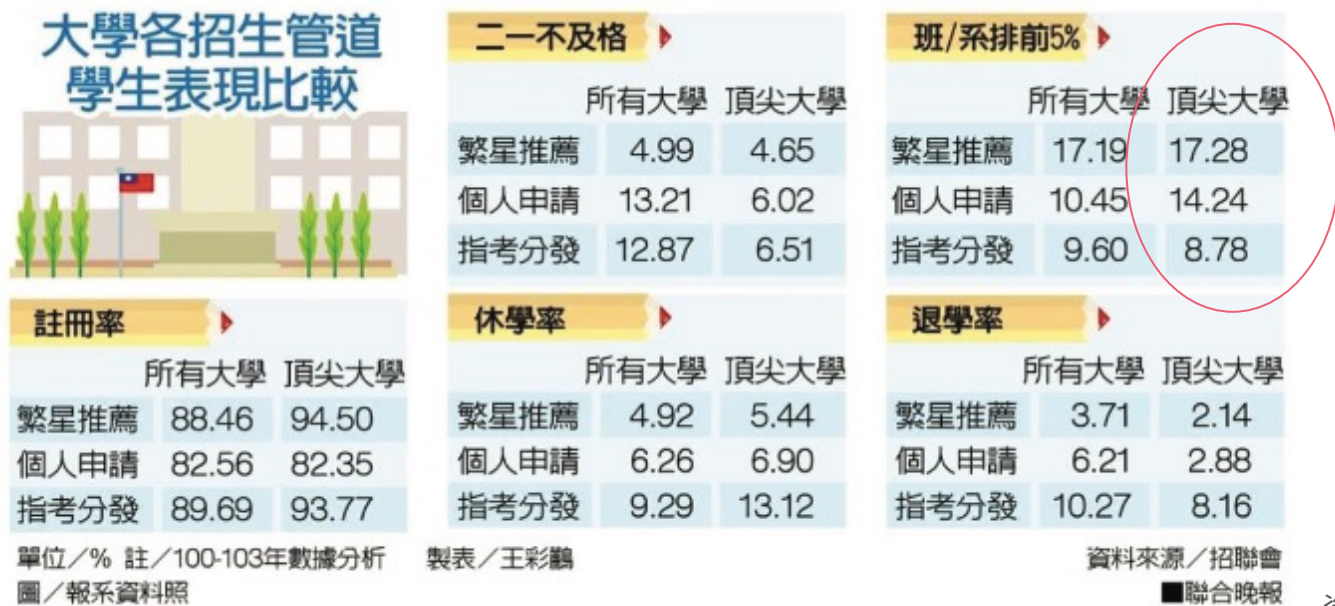 大學各招生管道
學生表現比較
二一不及格
所有大學 頂尖大學
繁星推薦 4.99 4.65
個人申請 13.21 6.02
指考分發 12.87 6.51
班/系排前5%
所有大學 頂尖大學
繁星推薦 17.19 17.28
個人申請 10.45 14.24
指考分發 9.60 8.78
註冊率
所有大學 頂尖大學
繁星推薦 88.46 94.50
個人申請 82.56 82.35
指考分發 89.69 93.77
休學率
所有大學 頂尖大學
繁星推薦 4.92 5.44
個人申請 6.26 6.90
指考分發 9.29 13.12
退學率
所有大學 頂尖大學
繁星推薦 3.71 2.14
個人申請 6.21 2.88
指考分發 10.27 8.16
單位／% 註／100-103年數據分析 製表／王彩鸝
資料來源／招聯會
圖／報系資料照
■聯合晚報